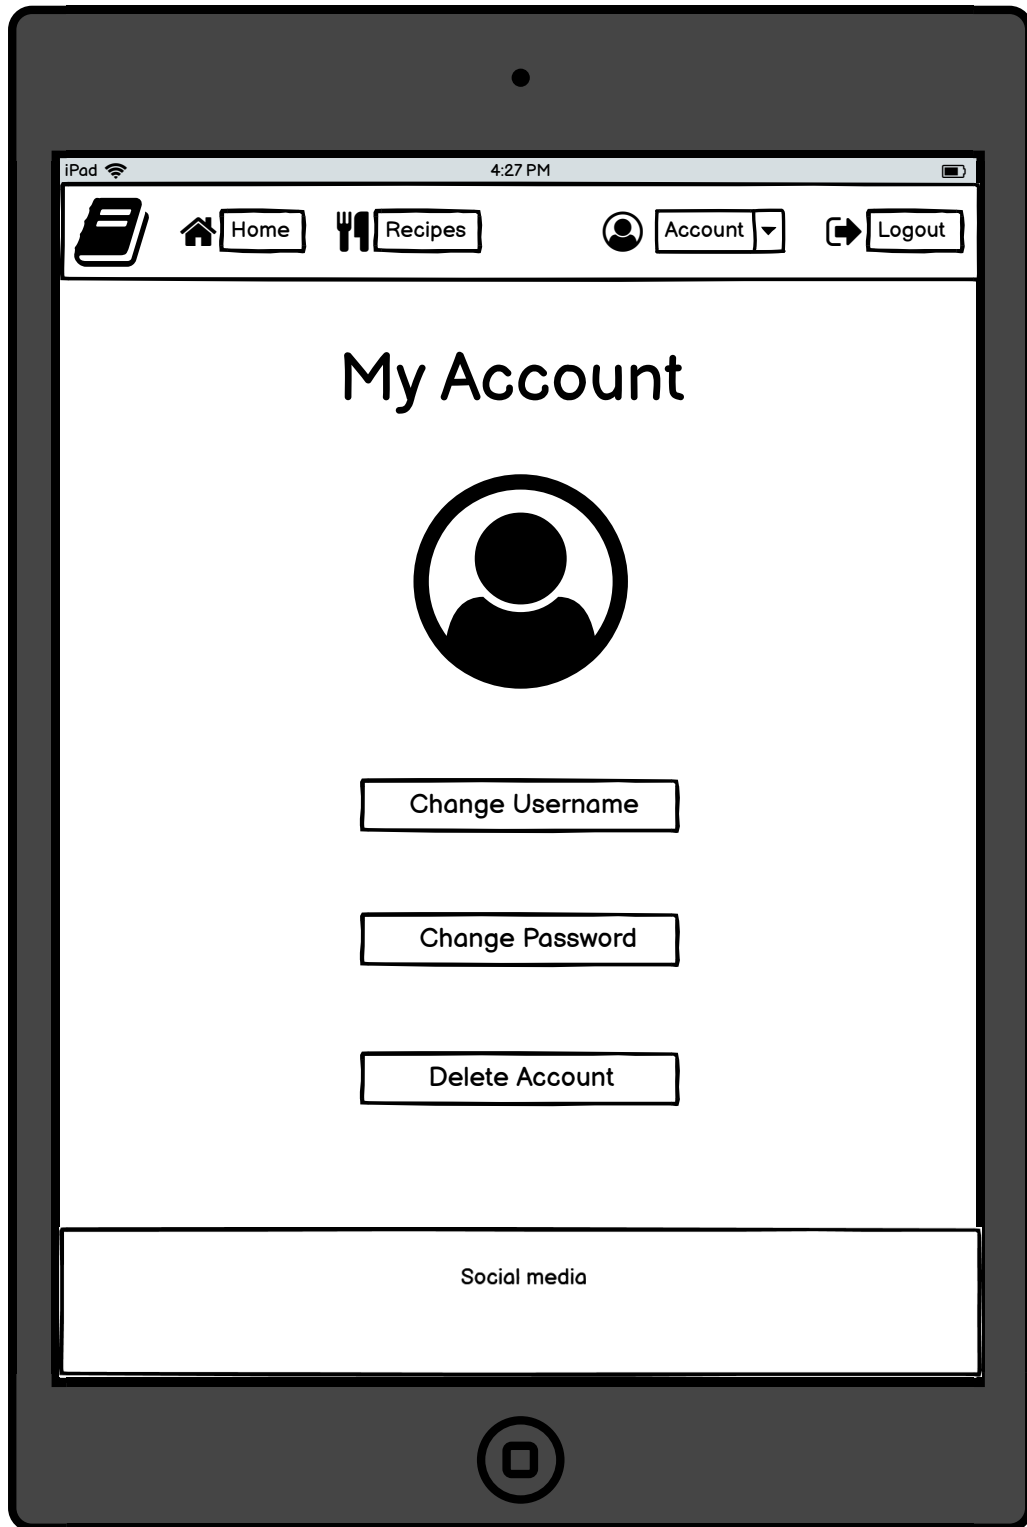 iPad 4:27 PM
Home Recipes Account Logout
My Account
Change Username
Change Password
Delete Account
Social media